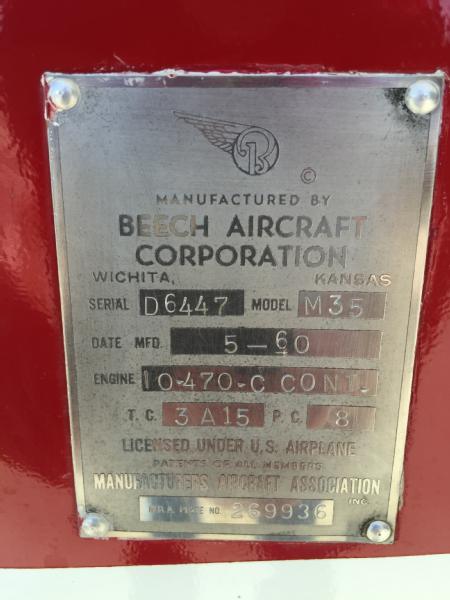 B
©
MANUFACTURED BY
BEECH AIRCRAFT
CORPORATION
WICHITA, KANSAS
SERIAL D6447 MODEL M35
DATE MFD. 5-60
ENGINE IO-470-C CONT.
T. C. 3A15 P. C. 8
LICENSED UNDER U.S. AIRPLANE
PATENTS OF ALL MEMBERS
MANUFACTURERS AIRCRAFT ASSOCIATION
INC.
PLATE NO. 269936